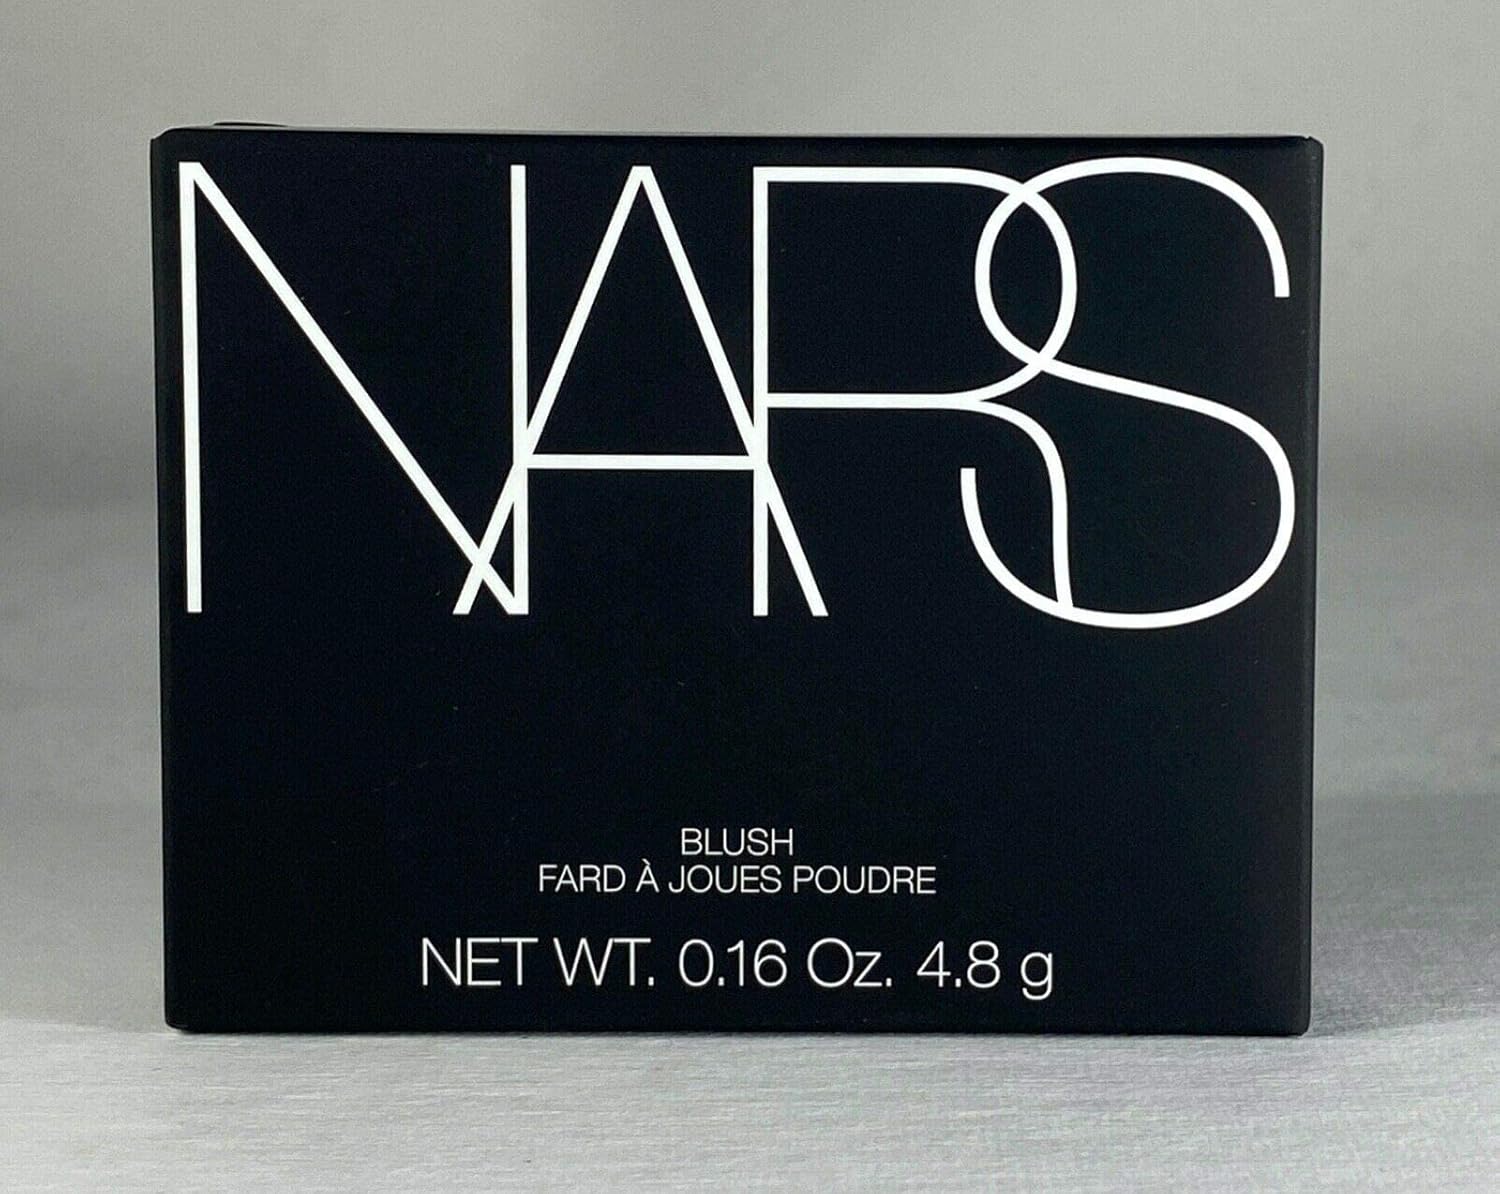 NARS
BLUSH
FARD À JOUES POUDRE
NET WT. 0.16 Oz. 4.8 g